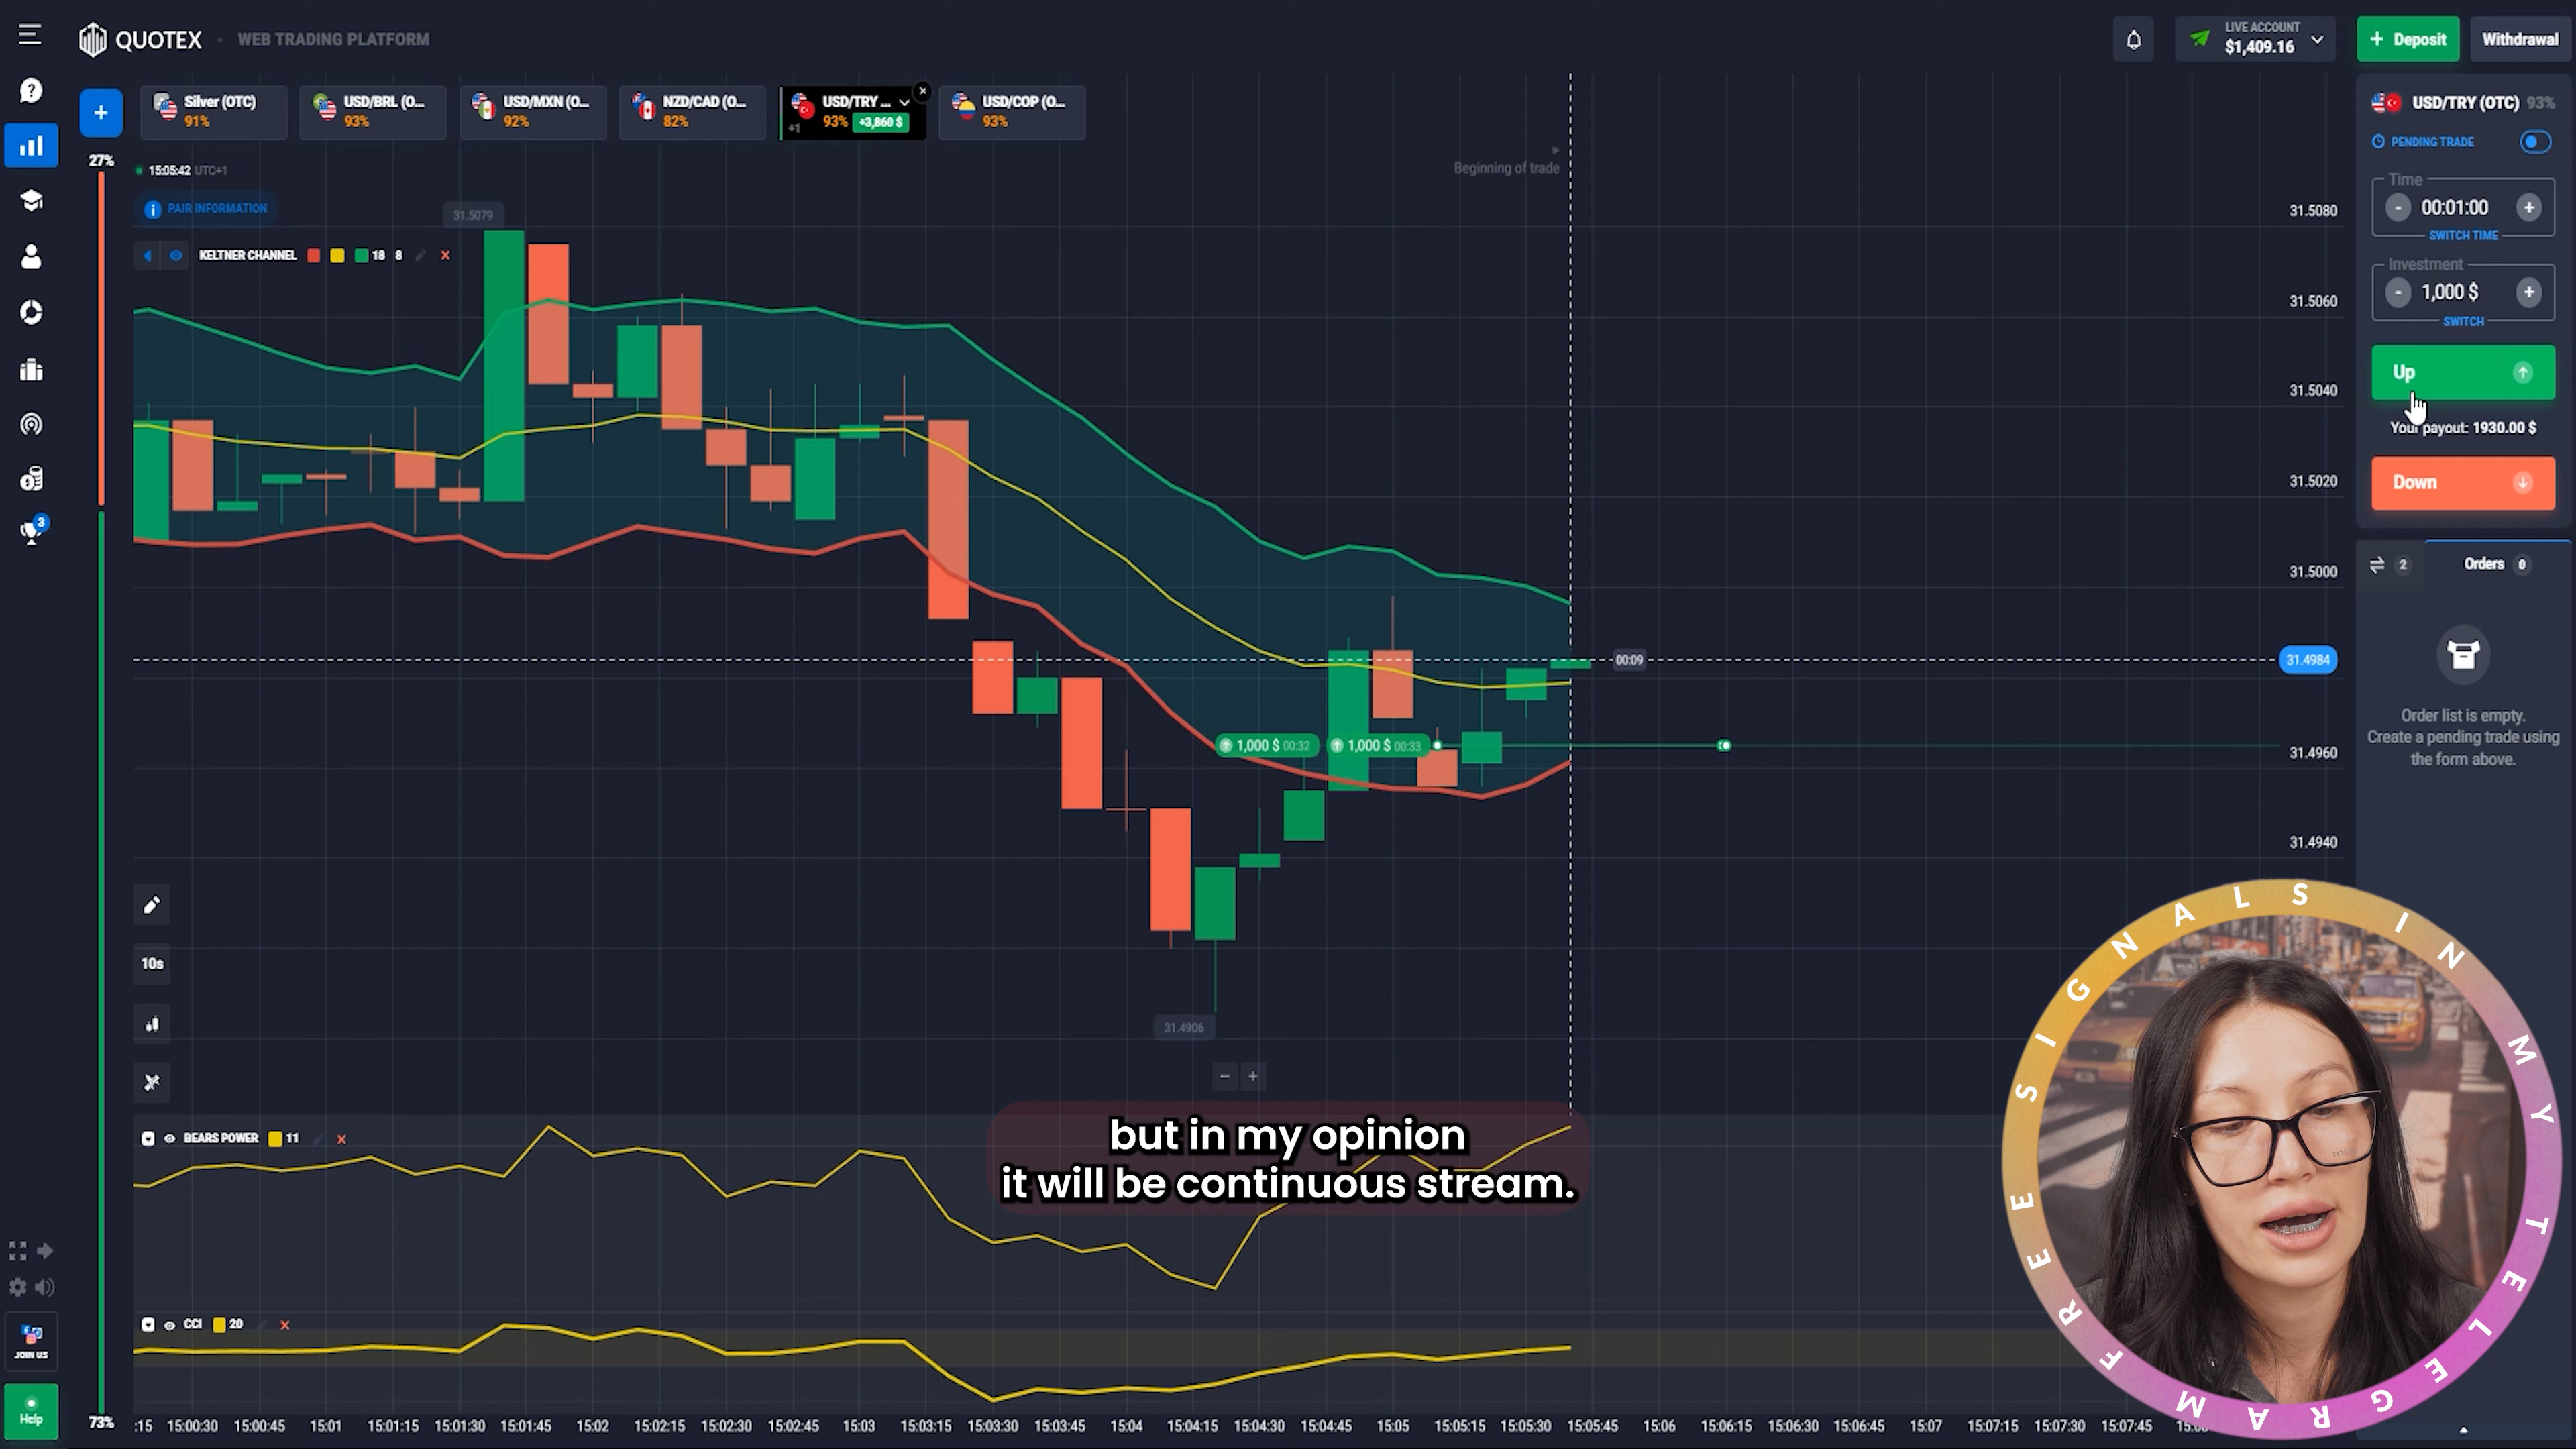 QUOTEX
WEB TRADING PLATFORM
LIVE ACCOUNT
$1,409.16
+ Deposit
Withdrawal
+
Silver (OTC)
91%
USD/BRL (O...
93%
USD/MXN (O...
92%
NZD/CAD (O...
82%
USD/TRY ...
+1
93% +3,860 $
USD/COP (O...
93%
27%
15:05:42 UTC+1
PAIR INFORMATION
KELTNER CHANNEL 18 8
31.5079
Beginning of trade
31.5080
31.5060
31.5040
31.5020
31.5000
31.4984
31.4960
31.4940
00:09
1,000 $ 00:32
1,000 $ 00:33
31.4906
10s
USD/TRY (OTC) 93%
PENDING TRADE
Time
- 00:01:00 +
SWITCH TIME
Investment
- 1,000 $ +
SWITCH
Up
Your payout: 1930.00 $
Down
2
Orders 0
Order list is empty.
Create a pending trade using
the form above.
3
BEARS POWER 11
but in my opinion
it will be continuous stream.
CCI 20
JOIN US
Help
73%
:15 15:00:30 15:00:45 15:01 15:01:15 15:01:30 15:01:45 15:02 15:02:15 15:02:30 15:02:45 15:03 15:03:15 15:03:30 15:03:45 15:04 15:04:15 15:04:30 15:04:45 15:05 15:05:15 15:05:30 15:05:45 15:06 15:06:15 15:06:30 15:06:45 15:07 15:07:15 15:07:30 15:07:45
FREE SIGNALS IN MY TELEGRAM